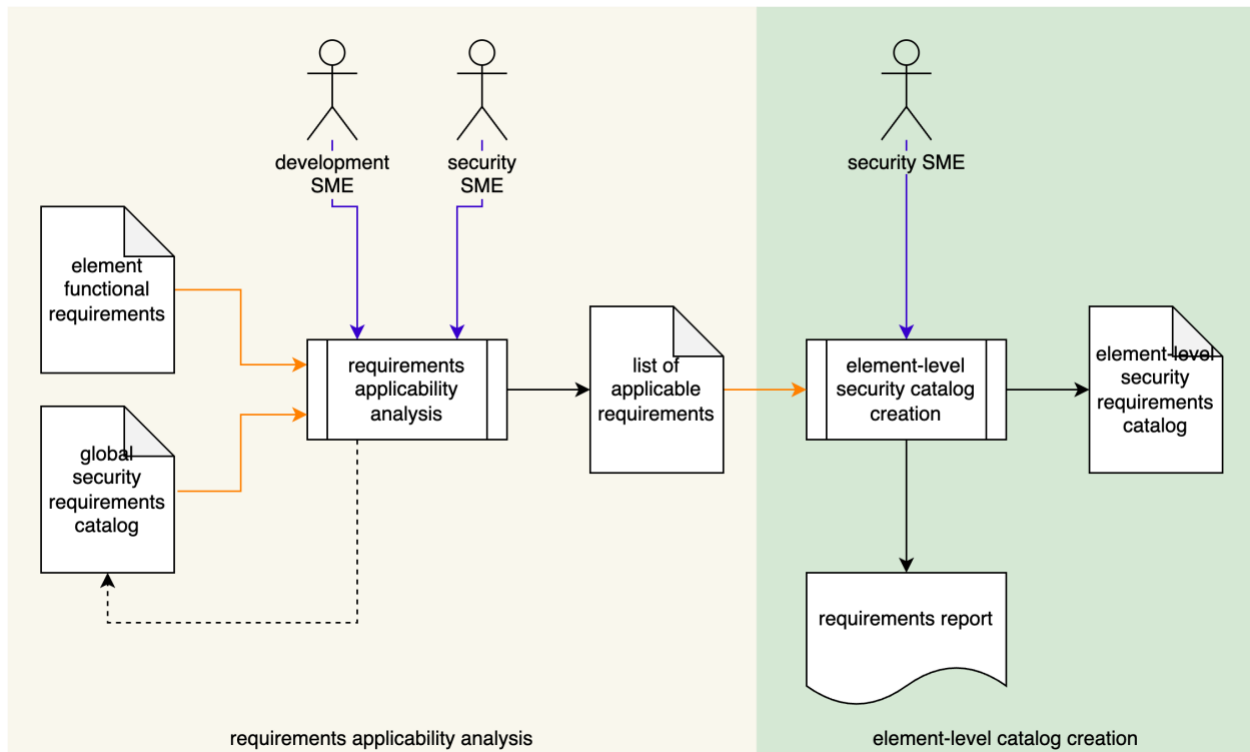 development
SME
security
SME
security SME
element
functional
requirements
global
security
requirements
catalog
requirements
applicability
analysis
list of
applicable
requirements
element-level
security catalog
creation
element-level
security
requirements
catalog
requirements report
requirements applicability analysis
element-level catalog creation